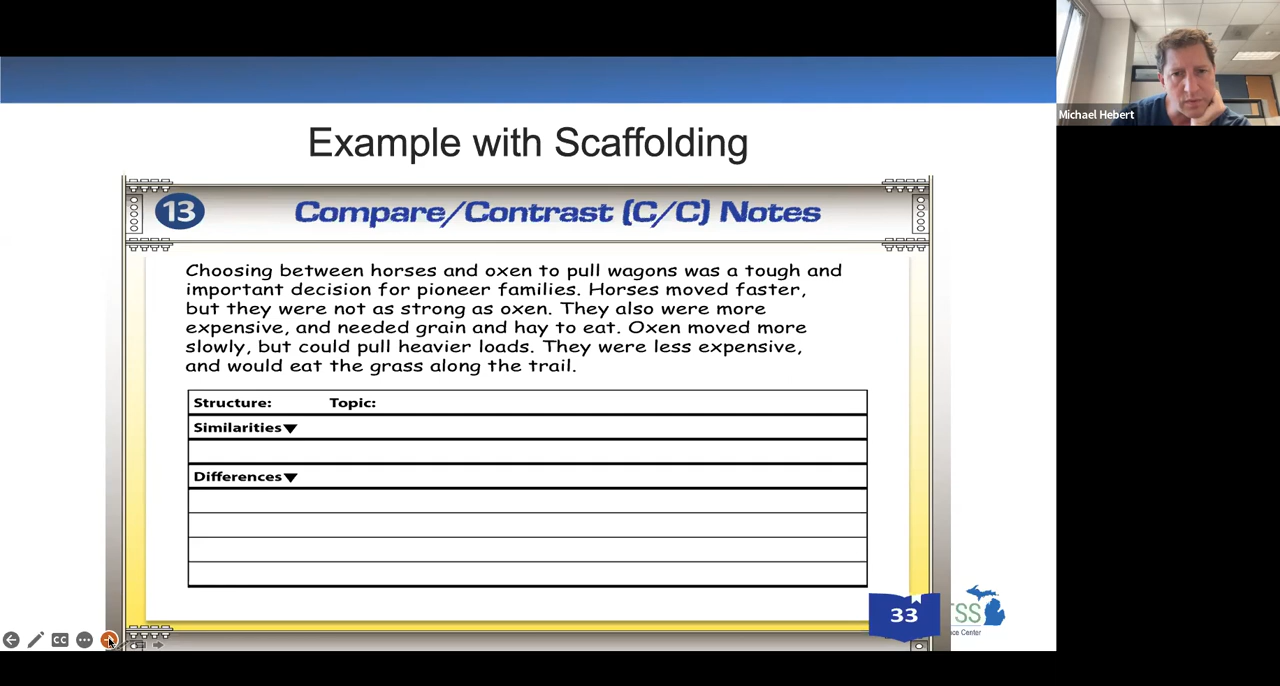 Michael Hebert
Example with Scaffolding
13
Compare/Contrast (C/C) Notes
Choosing between horses and oxen to pull wagons was a tough and
important decision for pioneer families. Horses moved faster,
but they were not as strong as oxen. They also were more
expensive, and needed grain and hay to eat. Oxen moved more
slowly, but could pull heavier loads. They were less expensive,
and would eat the grass along the trail.
Structure: Topic:
Similarities▼
Differences▼
33
TSS
Center
CC